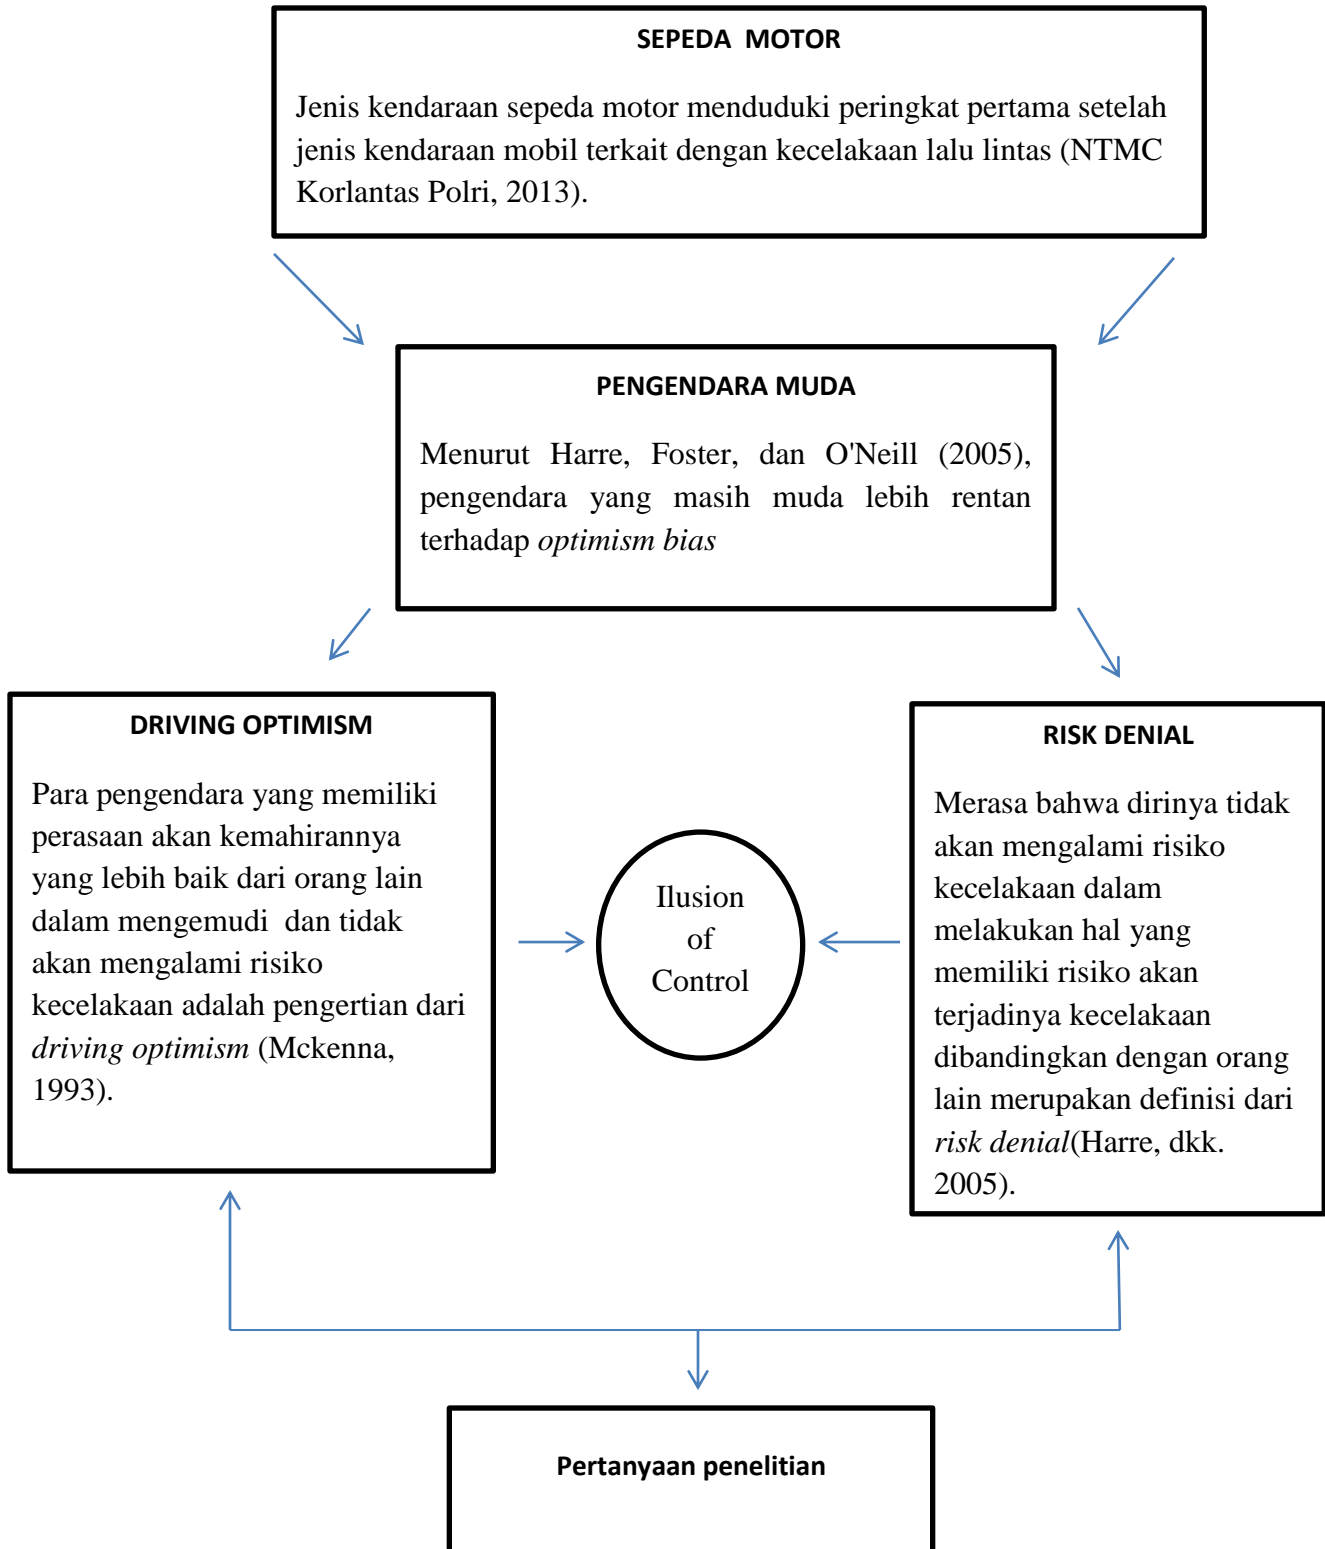 SEPEDA  MOTOR
Jenis kendaraan sepeda motor menduduki peringkat pertama setelah
jenis kendaraan mobil terkait dengan kecelakaan lalu lintas (NTMC
Korlantas Polri, 2013).
PENGENDARA MUDA
Menurut Harre, Foster, dan O'Neill (2005),
pengendara yang masih muda lebih rentan
terhadap optimism bias
DRIVING OPTIMISM
Para pengendara yang memiliki
perasaan akan kemahirannya
yang lebih baik dari orang lain
dalam mengemudi  dan tidak
akan mengalami risiko
kecelakaan adalah pengertian dari
driving optimism (Mckenna,
1993).
Ilusion
of
Control
RISK DENIAL
Merasa bahwa dirinya tidak
akan mengalami risiko
kecelakaan dalam
melakukan hal yang
memiliki risiko akan
terjadinya kecelakaan
dibandingkan dengan orang
lain merupakan definisi dari
risk denial(Harre, dkk.
2005).
Pertanyaan penelitian